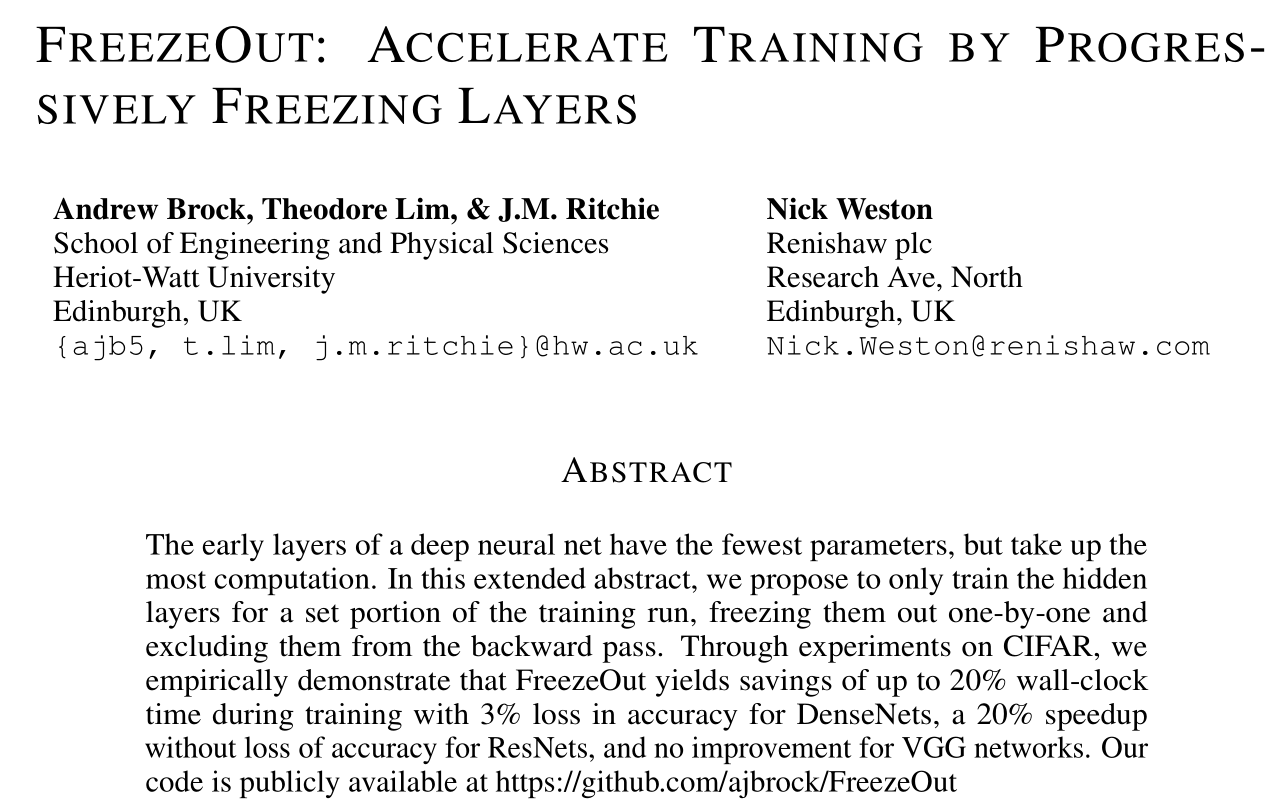 FREEZEOUT: ACCELERATE TRAINING BY PROGRES-
SIVELY FREEZING LAYERS
Andrew Brock, Theodore Lim, & J.M. Ritchie
School of Engineering and Physical Sciences
Heriot-Watt University
Edinburgh, UK
{ajb5, t.lim, j.m.ritchie}@hw.ac.uk
Nick Weston
Renishaw plc
Research Ave, North
Edinburgh, UK
Nick.Weston@renishaw.com
ABSTRACT
The early layers of a deep neural net have the fewest parameters, but take up the
most computation. In this extended abstract, we propose to only train the hidden
layers for a set portion of the training run, freezing them out one-by-one and
excluding them from the backward pass. Through experiments on CIFAR, we
empirically demonstrate that FreezeOut yields savings of up to 20% wall-clock
time during training with 3% loss in accuracy for DenseNets, a 20% speedup
without loss of accuracy for ResNets, and no improvement for VGG networks. Our
code is publicly available at https://github.com/ajbrock/FreezeOut